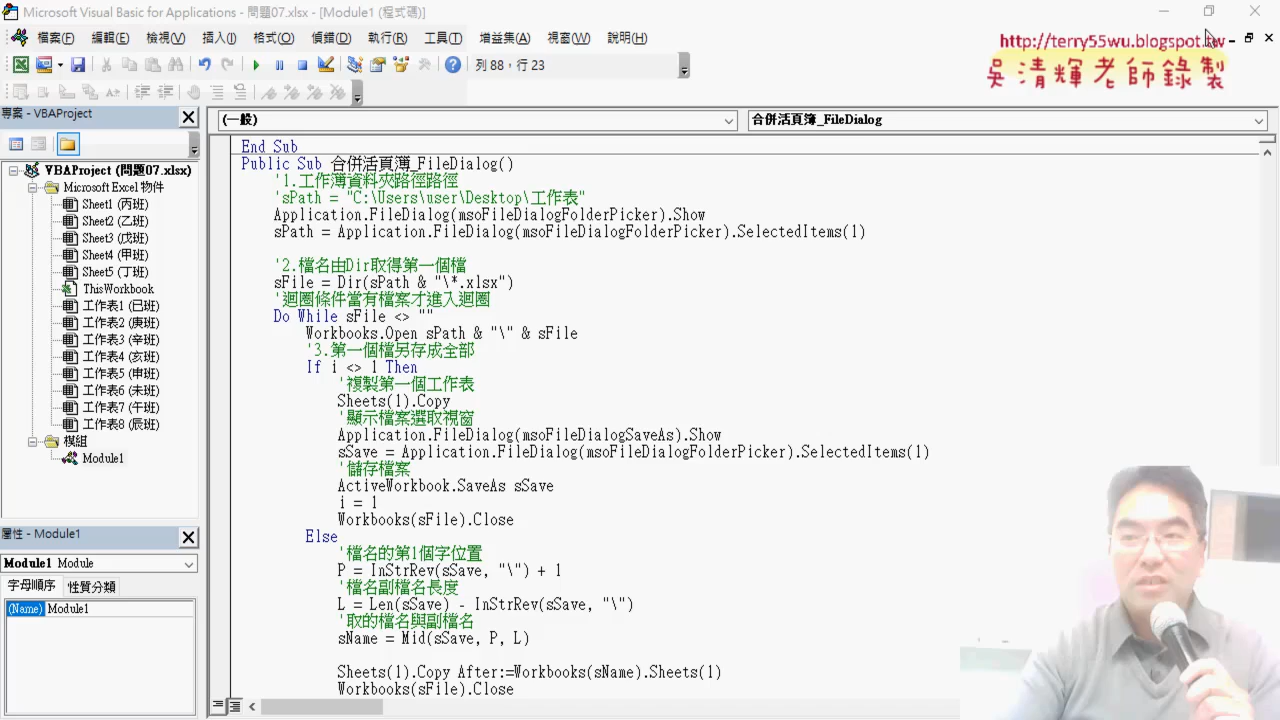 Microsoft Visual Basic for Applications - 問題07.xlsx - [Module1 (程式碼)]
檔案(F) 編輯(E) 檢視(V) 插入(I) 格式(O) 偵錯(D) 執行(R) 工具(T) 增益集(A) 視窗(W) 說明(H)
http://terry55wu.blogspot.tw
吳清輝老師錄製
列 88，行 23
專案 - VBAProject
(一般) 合併活頁簿_FileDialog
VBAProject (問題07.xlsx)
Microsoft Excel 物件
Sheet1 (丙班)
Sheet2 (乙班)
Sheet3 (戊班)
Sheet4 (甲班)
Sheet5 (丁班)
ThisWorkbook
工作表1 (已班)
工作表2 (庚班)
工作表3 (辛班)
工作表4 (亥班)
工作表5 (申班)
工作表6 (未班)
工作表7 (午班)
工作表8 (辰班)
模組
Module1
屬性 - Module1
Module1 Module
字母順序 性質分類
(Name) Module1
End Sub
Public Sub 合併活頁簿_FileDialog()
'1.工作簿資料夾路徑路徑
'sPath = "C:\Users\user\Desktop\工作表"
Application.FileDialog(msoFileDialogFolderPicker).Show
sPath = Application.FileDialog(msoFileDialogFolderPicker).SelectedItems(1)
'2.檔名由Dir取得第一個檔
sFile = Dir(sPath & "\*.xlsx")
'迴圈條件當有檔案才進入迴圈
Do While sFile <> ""
Workbooks.Open sPath & "\" & sFile
'3.第一個檔另存成全部
If i <> 1 Then
'複製第一個工作表
Sheets(1).Copy
'顯示檔案選取視窗
Application.FileDialog(msoFileDialogSaveAs).Show
sSave = Application.FileDialog(msoFileDialogFolderPicker).SelectedItems(1)
'儲存檔案
ActiveWorkbook.SaveAs sSave
i = 1
Workbooks(sFile).Close
Else
'檔名的第1個字位置
P = InStrRev(sSave, "\") + 1
'檔名副檔名長度
L = Len(sSave) - InStrRev(sSave, "\")
'取的檔名與副檔名
sName = Mid(sSave, P, L)
Sheets(1).Copy After:=Workbooks(sName).Sheets(1)
Workbooks(sFile).Close